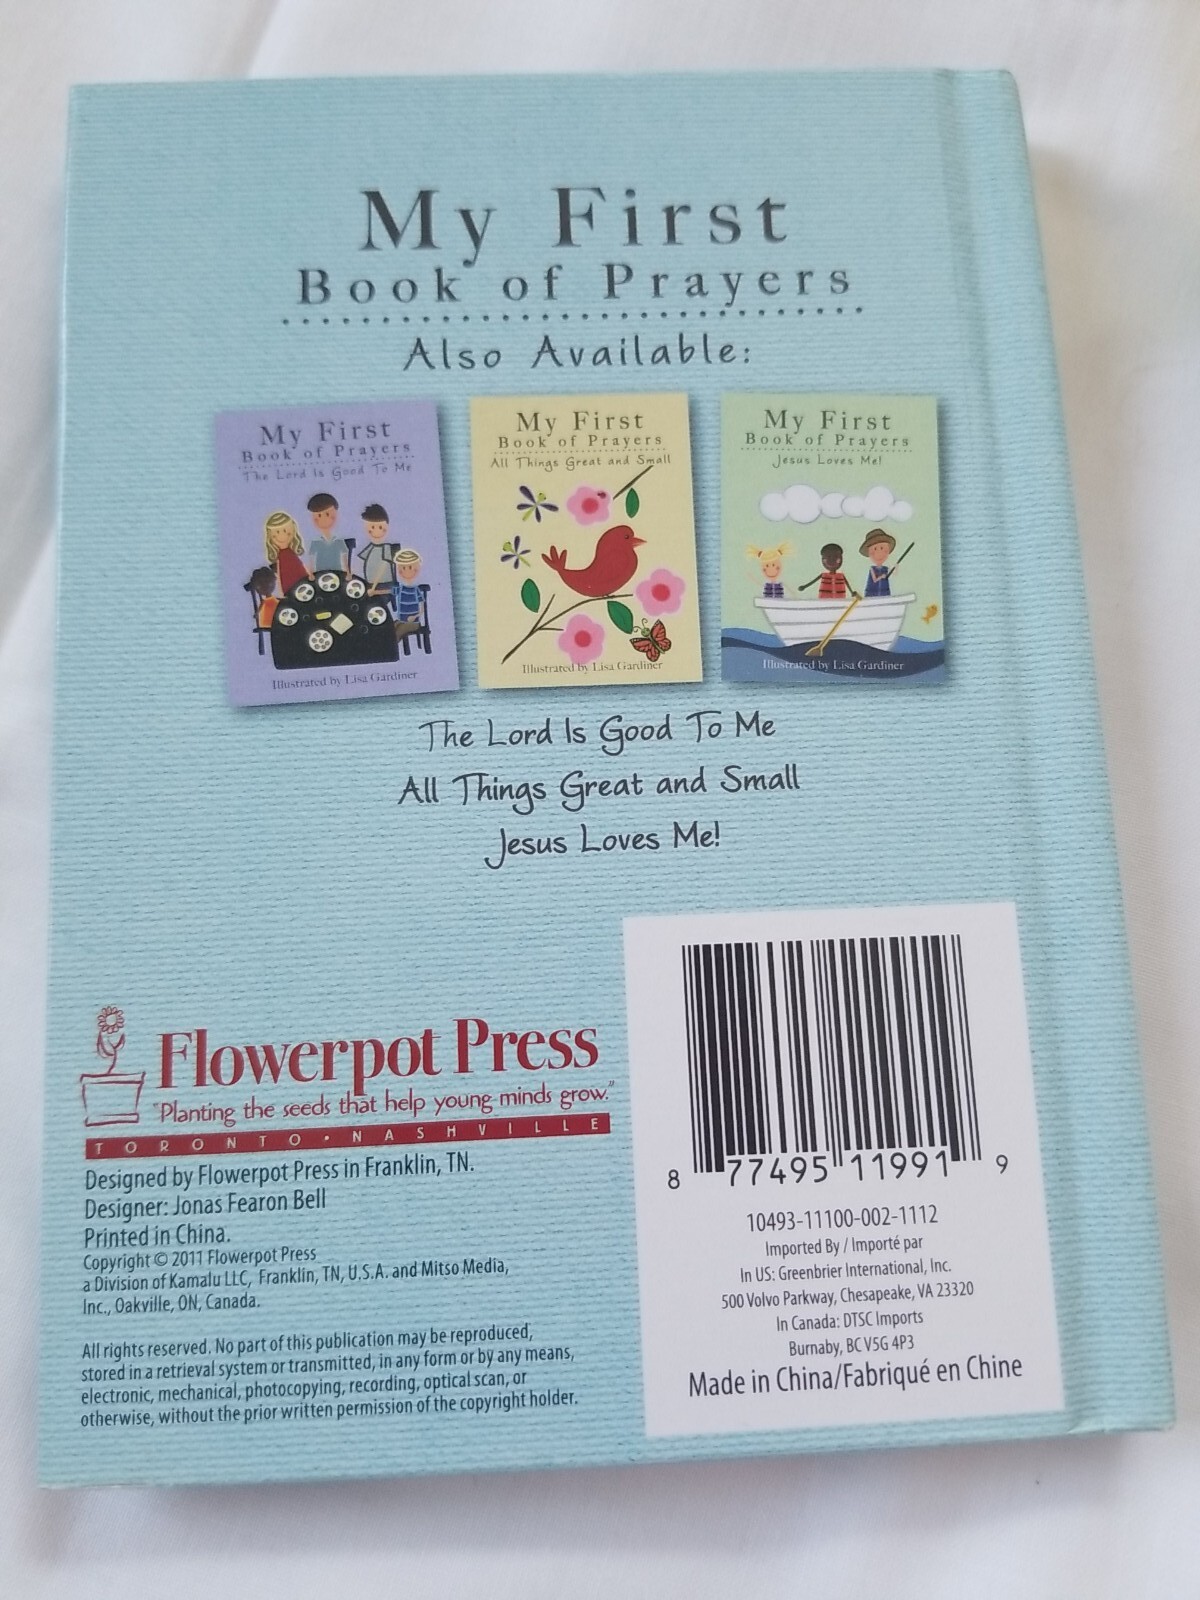 My First
Book of Prayers
Also Available:
My First
Book of Prayers
The Lord Is Good To Me
Illustrated by Lisa Gardiner
My First
Book of Prayers
All Things Great and Small
Illustrated by Lisa Gardiner
My First
Book of Prayers
Jesus Loves Me!
Illustrated by Lisa Gardiner
The Lord Is Good To Me
All Things Great and Small
Jesus Loves Me!
Flowerpot Press
"Planting the seeds that help young minds grow."
TORONTO • NASHVILLE
Designed by Flowerpot Press in Franklin, TN.
Designer: Jonas Fearon Bell
Printed in China.
Copyright © 2011 Flowerpot Press
a Division of Kamalu LLC, Franklin, TN, U.S.A. and Mitso Media,
Inc., Oakville, ON, Canada.
All rights reserved. No part of this publication may be reproduced,
stored in a retrieval system or transmitted, in any form or by any means,
electronic, mechanical, photocopying, recording, optical scan, or
otherwise, without the prior written permission of the copyright holder.
8 77495 11991 9
10493-11100-002-1112
Imported By / Importé par
In US: Greenbrier International, Inc.
500 Volvo Parkway, Chesapeake, VA 23320
In Canada: DTSC Imports
Burnaby, BC V5G 4P3
Made in China/Fabriqué en Chine